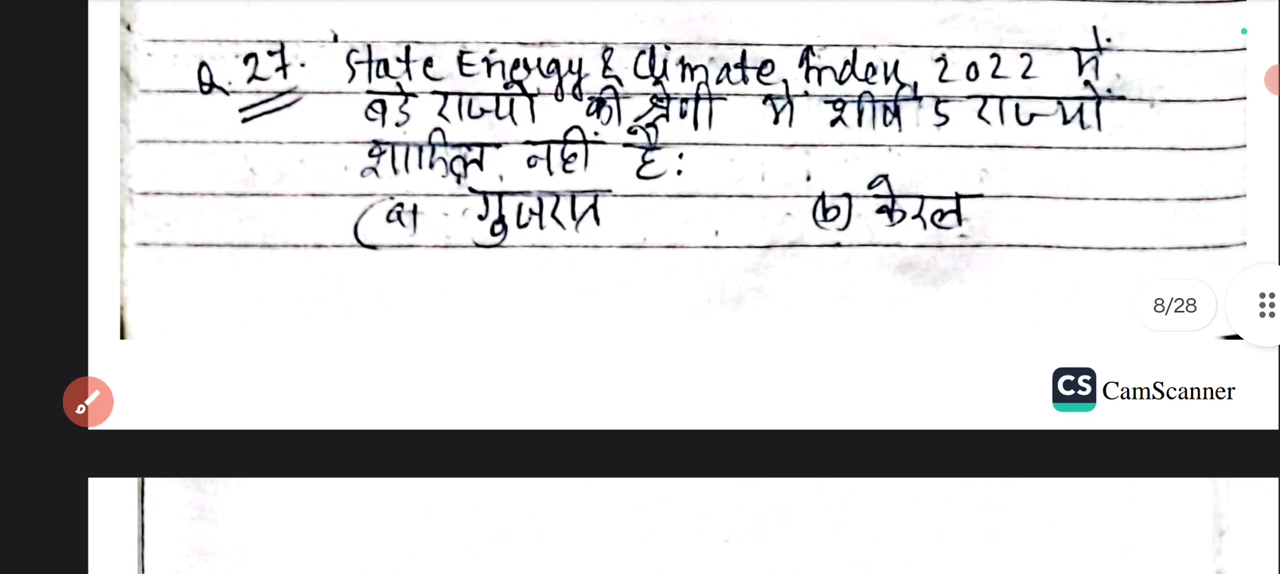 Q.27. State Energy & Climate Index, 2022 में
बडे राज्यों की श्रेणी में शीर्ष 5 राज्यों
शामिल नहीं है:
(a) गुजरात (b) केरल
8/28
CS CamScanner